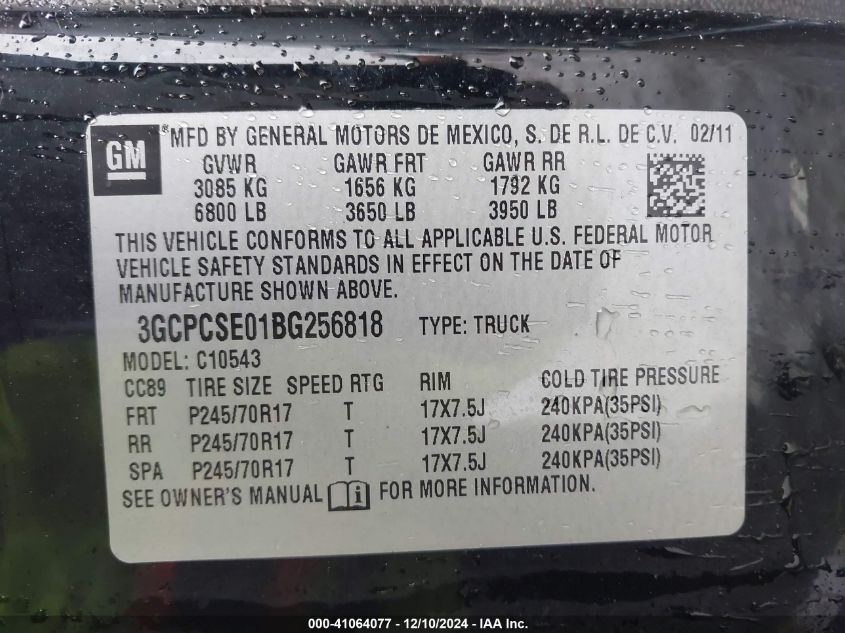 GM
® MFD BY GENERAL MOTORS DE MEXICO, S. DE R.L. DE C.V. 02/11
GVWR GAWR FRT GAWR RR
3085 KG 1656 KG 1792 KG
6800 LB 3650 LB 3950 LB
THIS VEHICLE CONFORMS TO ALL APPLICABLE U.S. FEDERAL MOTOR
VEHICLE SAFETY STANDARDS IN EFFECT ON THE DATE OF
MANUFACTURE SHOWN ABOVE.
3GCPCSE01BG256818 TYPE: TRUCK
MODEL: C10543
CC89 TIRE SIZE SPEED RTG RIM COLD TIRE PRESSURE
FRT P245/70R17 T 17X7.5J 240KPA(35PSI)
RR P245/70R17 T 17X7.5J 240KPA(35PSI)
SPA P245/70R17 T 17X7.5J 240KPA(35PSI)
SEE OWNER'S MANUAL i FOR MORE INFORMATION.
000-41064077 - 12/10/2024 - IAA Inc.